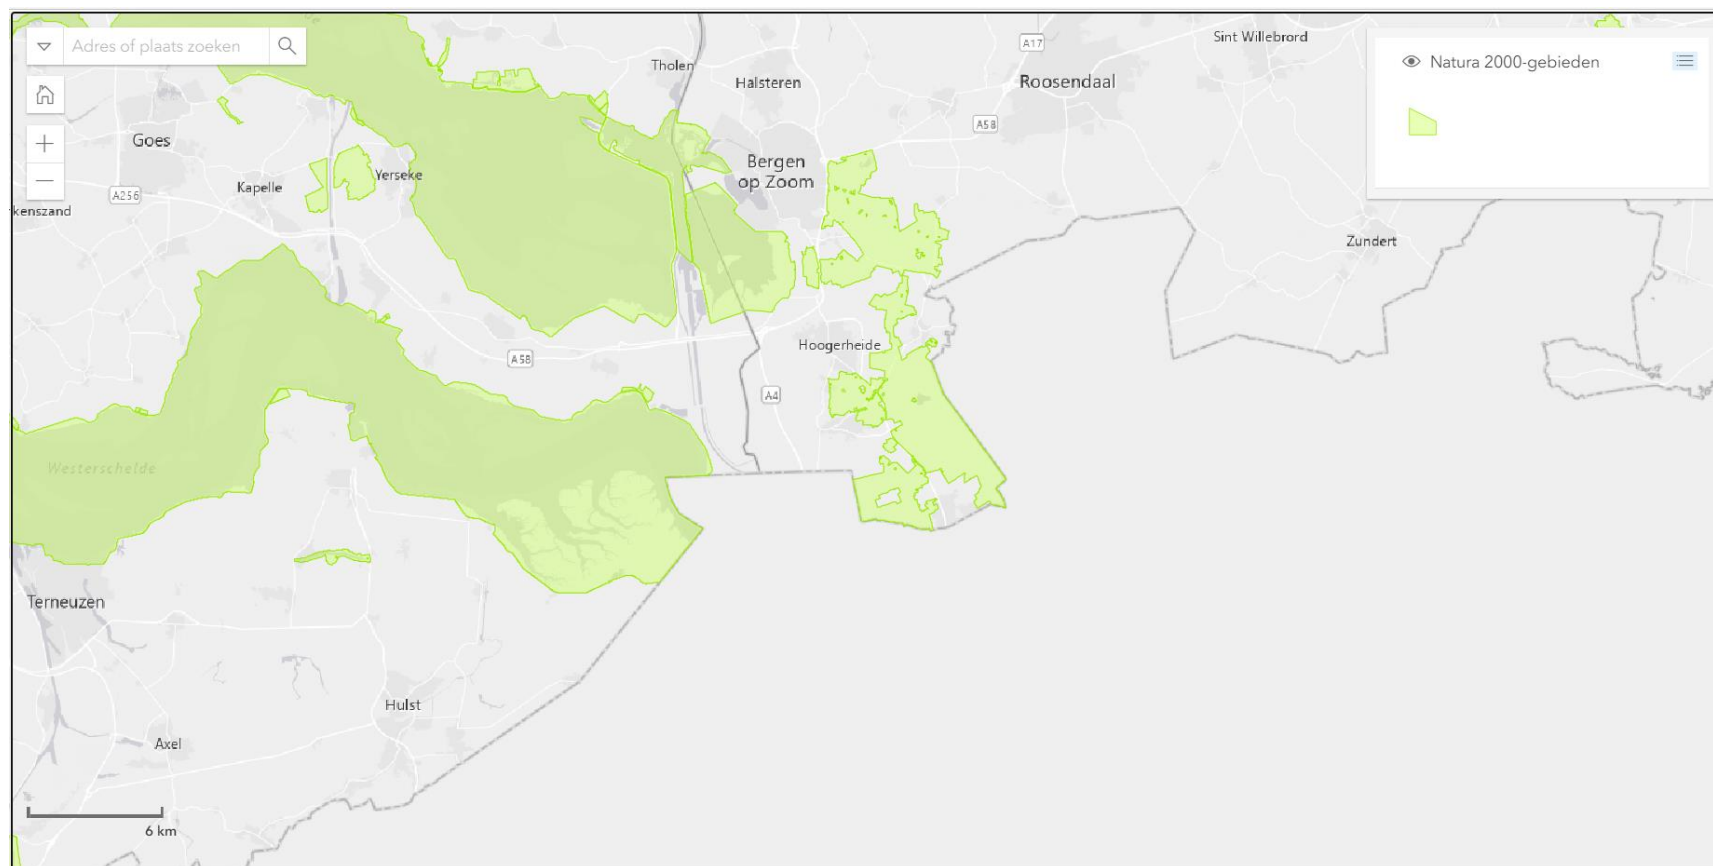 Adres of plaats zoeken
A17
Sint Willebrord
Natura 2000-gebieden
Tholen
Halsteren
Roosendaal
A58
Goes
Bergen
op Zoom
Yerseke
Kapelle
A256
kenszand
Zundert
Hoogerheide
A58
A4
Westerschelde
Terneuzen
Hulst
Axel
6 km